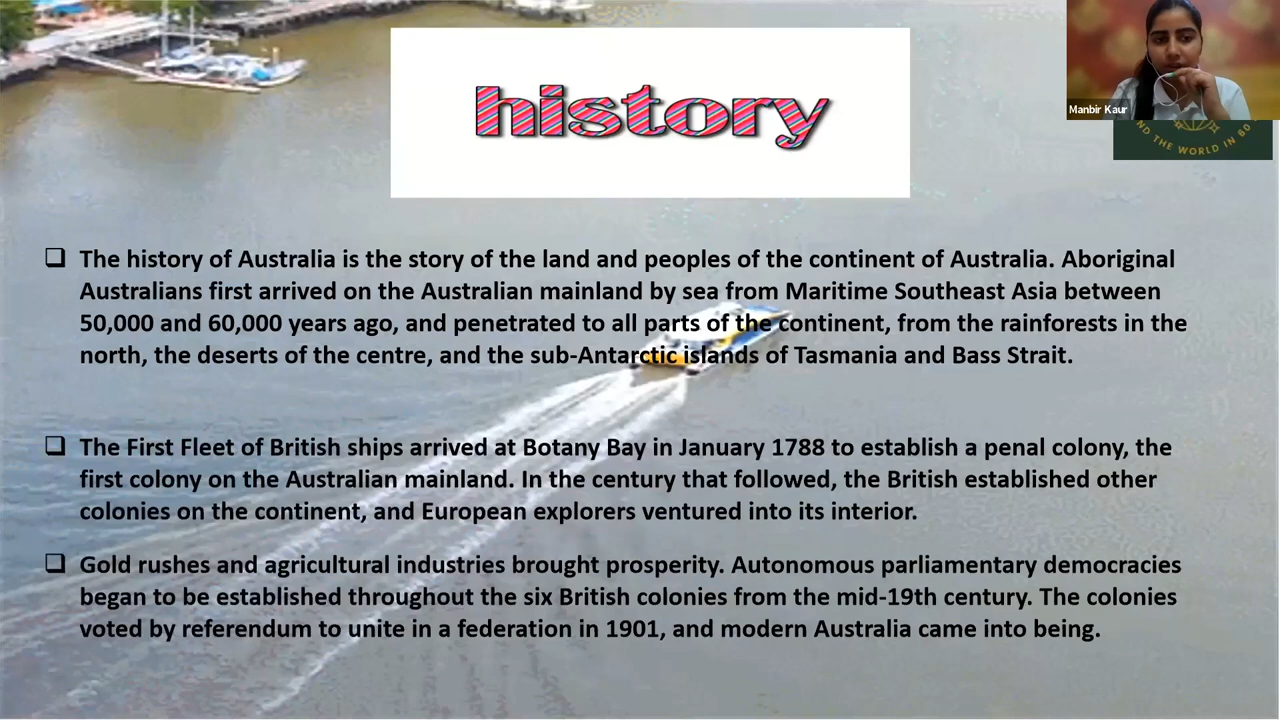 history
Manbir Kaur
ND THE WORLD IN 60
The history of Australia is the story of the land and peoples of the continent of Australia. Aboriginal
Australians first arrived on the Australian mainland by sea from Maritime Southeast Asia between
50,000 and 60,000 years ago, and penetrated to all parts of the continent, from the rainforests in the
north, the deserts of the centre, and the sub-Antarctic islands of Tasmania and Bass Strait.
The First Fleet of British ships arrived at Botany Bay in January 1788 to establish a penal colony, the
first colony on the Australian mainland. In the century that followed, the British established other
colonies on the continent, and European explorers ventured into its interior.
Gold rushes and agricultural industries brought prosperity. Autonomous parliamentary democracies
began to be established throughout the six British colonies from the mid-19th century. The colonies
voted by referendum to unite in a federation in 1901, and modern Australia came into being.